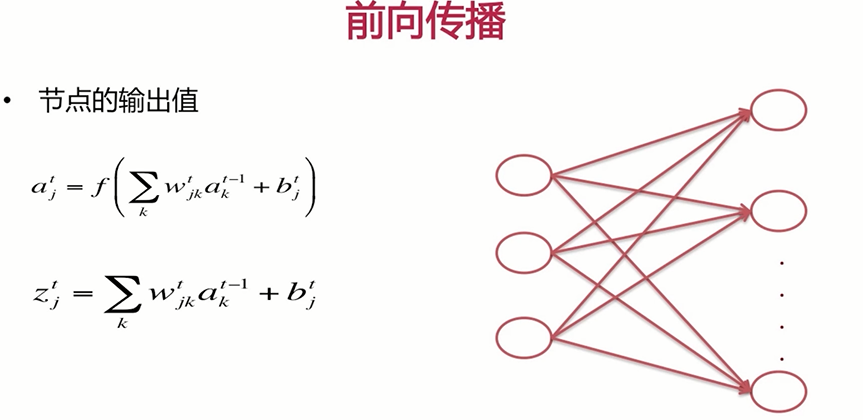 前向传播
• 节点的输出值
$a_j^t = f\left(\sum_k w_{jk}^t a_k^{t-1} + b_j^t\right)$
$z_j^t = \sum_k w_{jk}^t a_k^{t-1} + b_j^t$